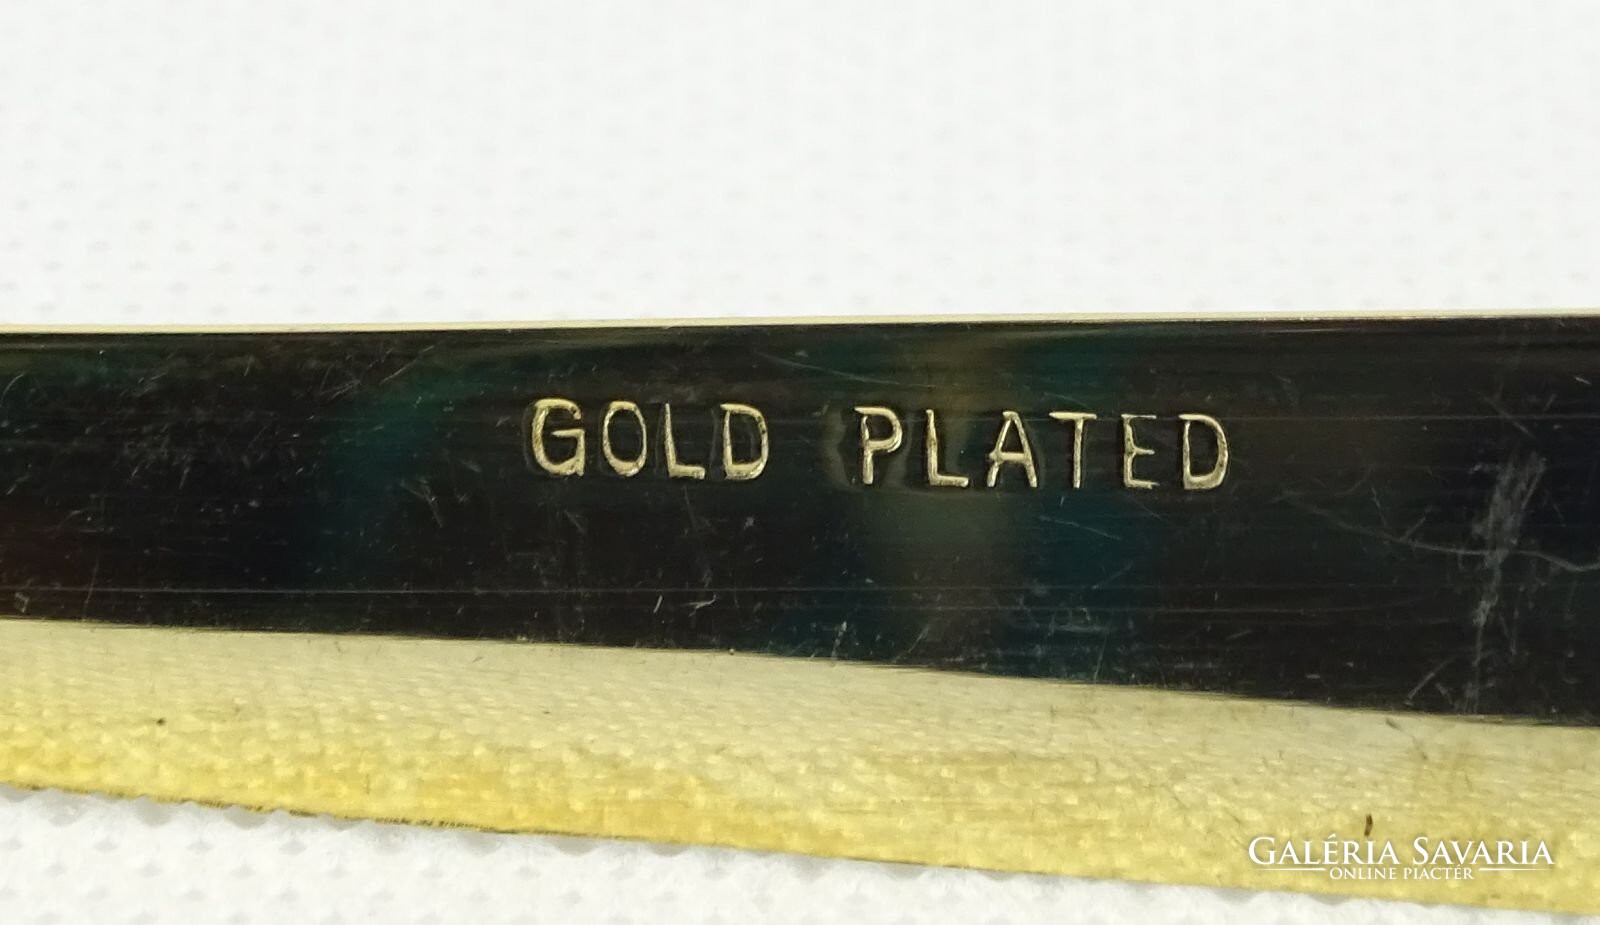 GOLD PLATED
GALÉRIA SAVARIA
ONLINE PIACTÉR